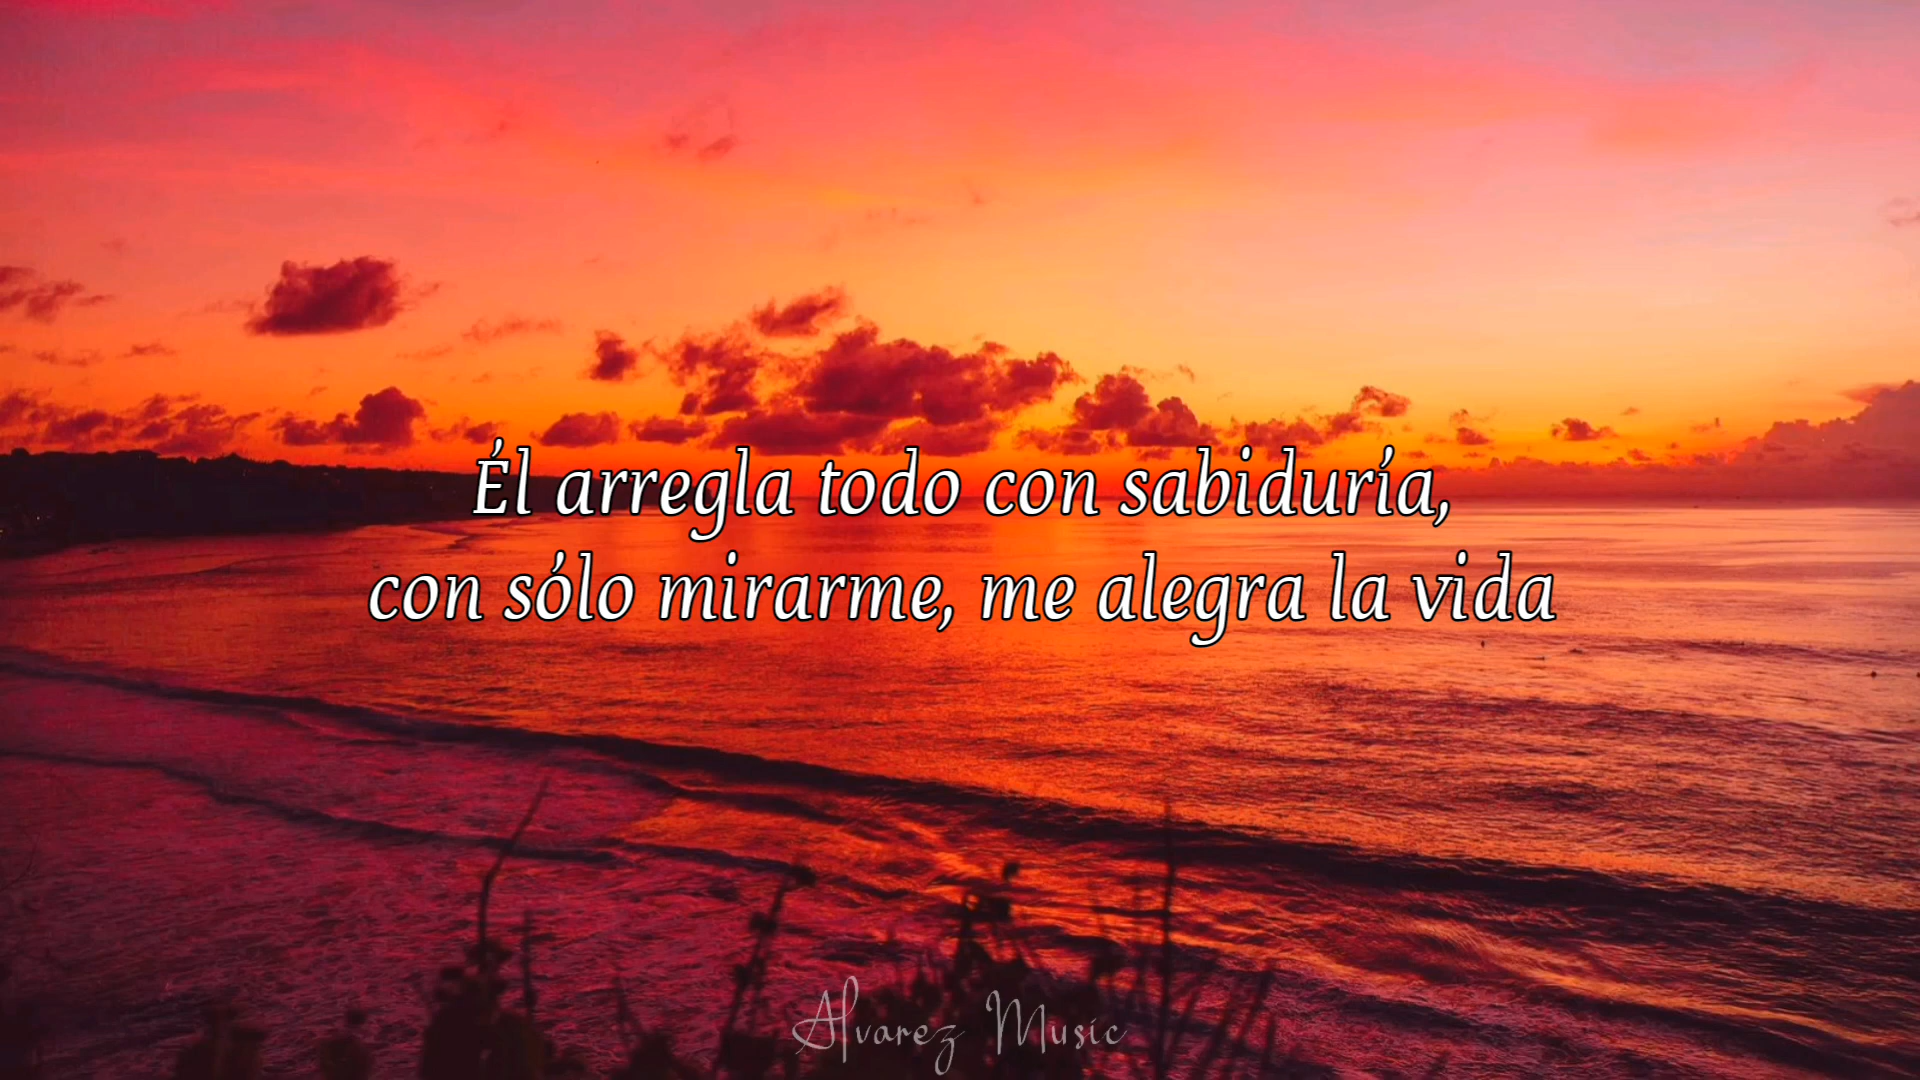 Él arregla todo con sabiduría,
con sólo mirarme, me alegra la vida
Alvarez Music